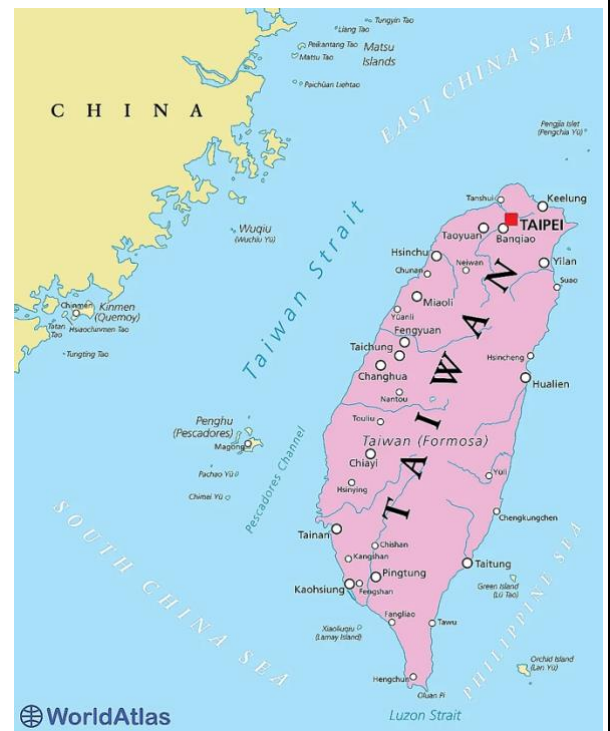 Tungyin Tao
Liang Tao
Peikantang Tao
Matsu
Islands
Mattu Tao
Paichüan Liehtao
EAST CHINA SEA
CHINA
Pengjia Islet
(Pengchia Yü)
Tanshui
Keelung
TAIPEI
Taoyuan
Banqiao
Wuqiu
(Wuchiu Yü)
Hsinchu
Neiwan
Yilan
Chunan
Suao
Taiwan Strait
Miaoli
Yüanli
Chinmen
Kinmen
(Quemoy)
Tatan
Tao
Hsiaochinmen Tao
Tungting Tao
Fengyuan
Taichung
Hsincheng
Changhua
Hualien
Nantou
TAIWAN
Touliu
Penghu
(Pescadores)
Magong
Taiwan (Formosa)
Chiayi
Pachao Yü
Yüli
Hsinying
Chimei Yü
Pescadores Channel
Chengkungchen
Tainan
Chishan
Kangshan
Taitung
Pingtung
Kaohsiung
Fengshan
Green Island
(Lü Tao)
SOUTH CHINA SEA
PHILIPPINE SEA
Fangliao
Tawu
Xiaoliuqiu
(Lamay Island)
Orchid Island
(Lan Yü)
Hengchun
Oluan Pi
Luzon Strait
WorldAtlas